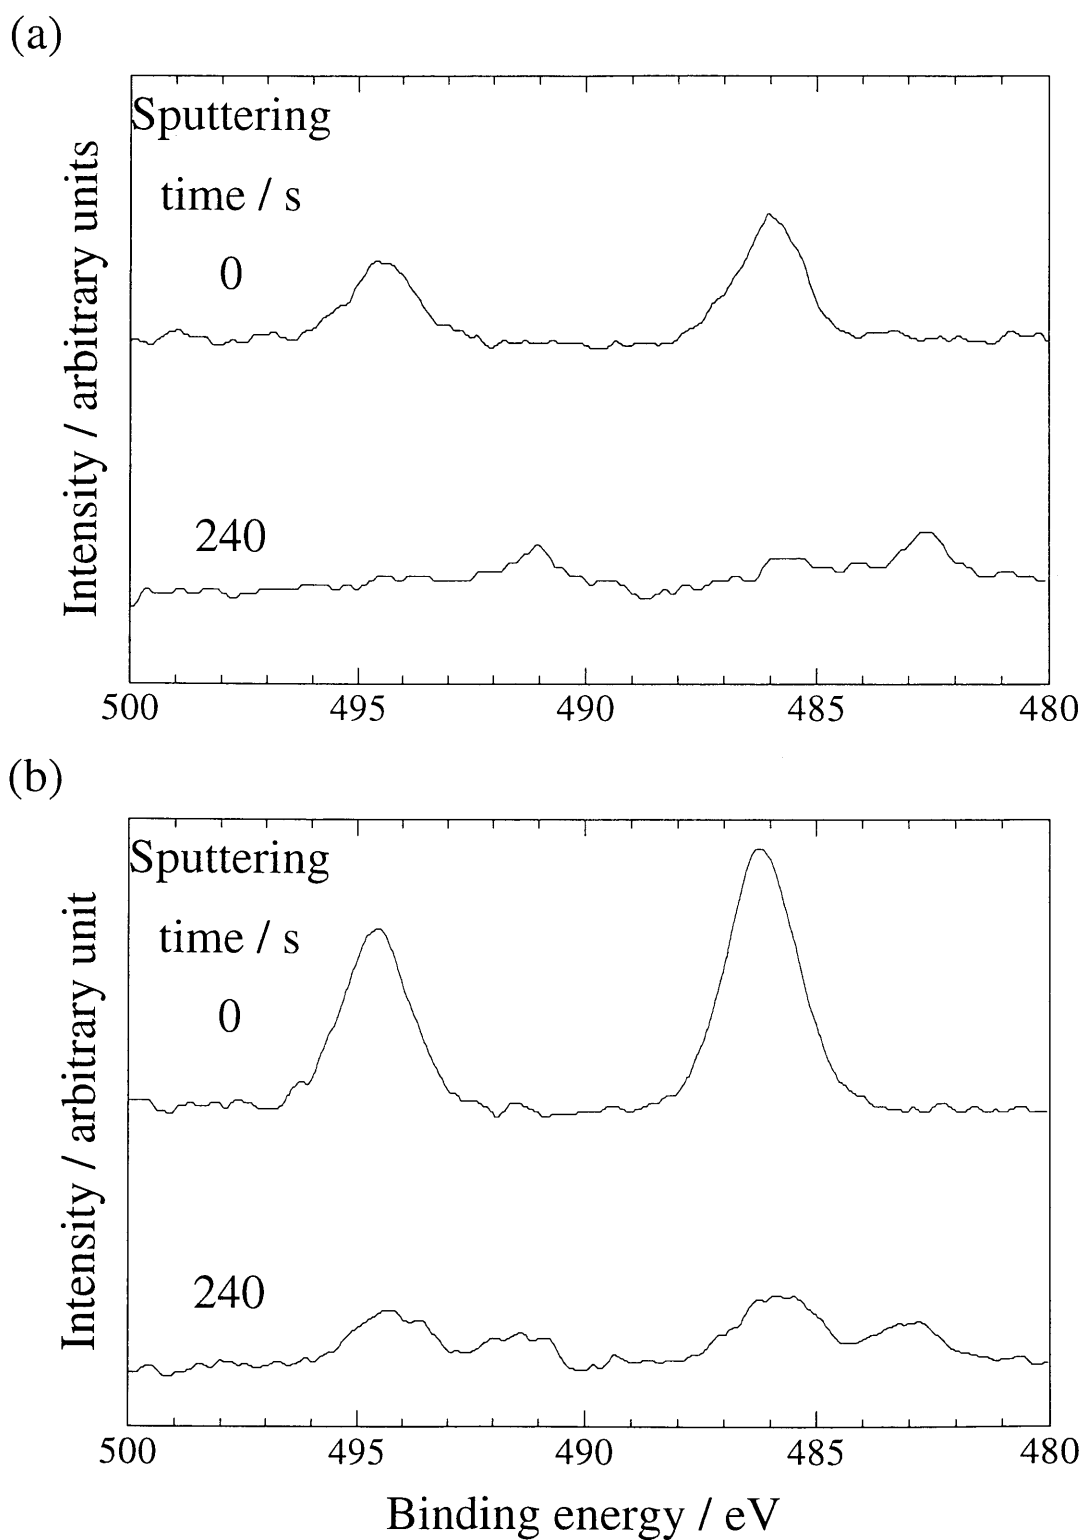 (a)
Intensity / arbitrary units
Sputtering
time / s
0
240
500 495 490 485 480
(b)
Intensity / arbitrary unit
Sputtering
time / s
0
240
500 495 490 485 480
Binding energy / eV